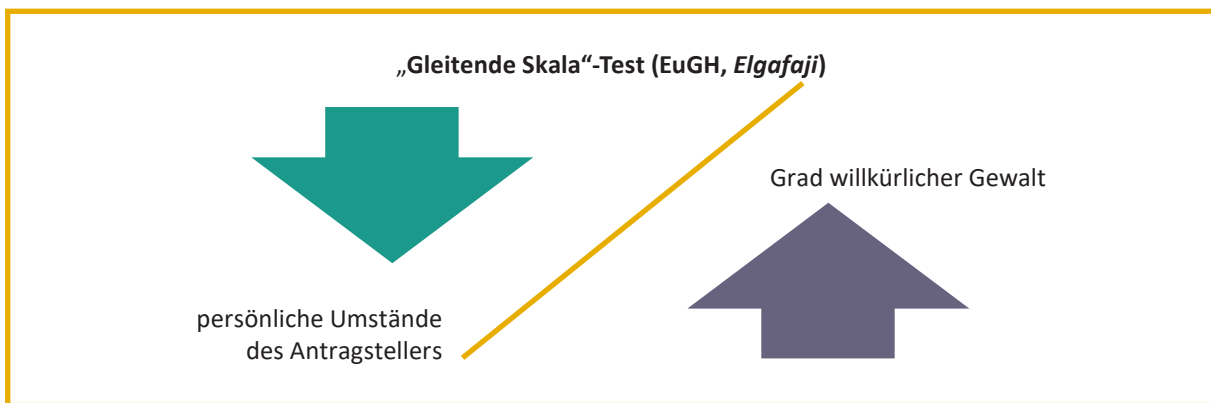 „Gleitende Skala“-Test (EuGH, Elgafaji)
Grad willkürlicher Gewalt
persönliche Umstände
des Antragstellers